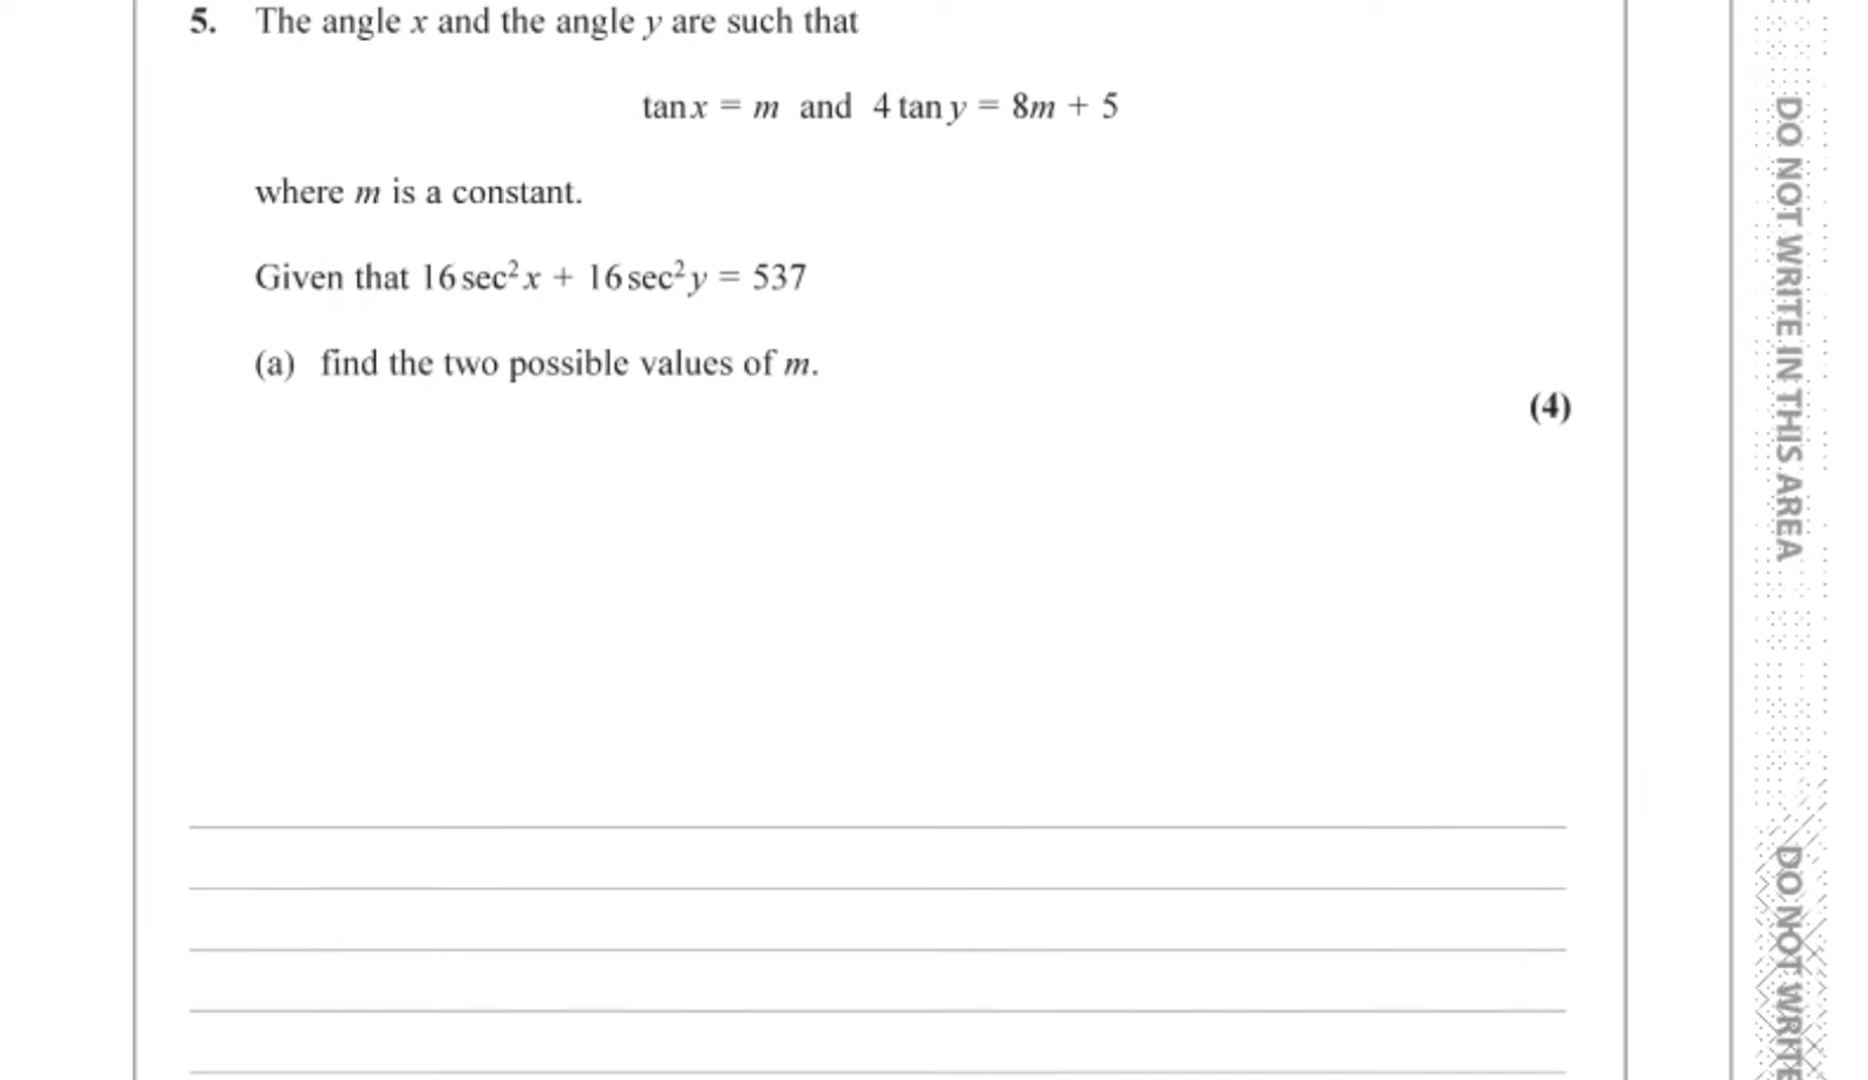 5. The angle x and the angle y are such that
tan x = m and 4 tan y = 8m + 5
where m is a constant.
Given that 16 sec² x + 16 sec² y = 537
(a) find the two possible values of m.
(4)
DO NOT WRITE IN THIS AREA
DO NOT WRITE